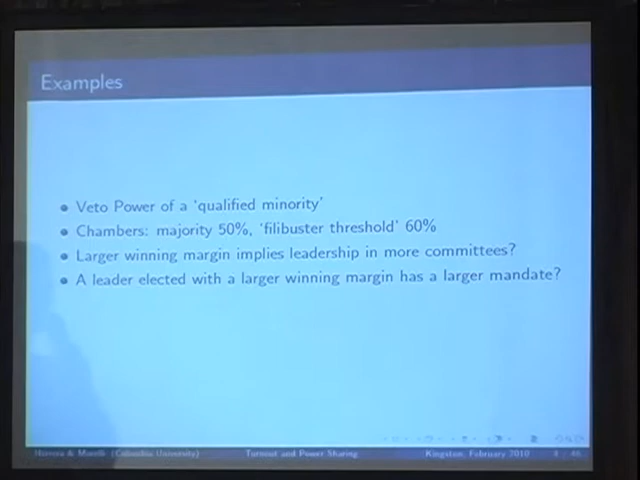 Examples
Veto Power of a 'qualified minority'
Chambers: majority 50%, 'filibuster threshold' 60%
Larger winning margin implies leadership in more committees?
A leader elected with a larger winning margin has a larger mandate?
(Columbia University) Turnout and Power Sharing Kingston, February 2010